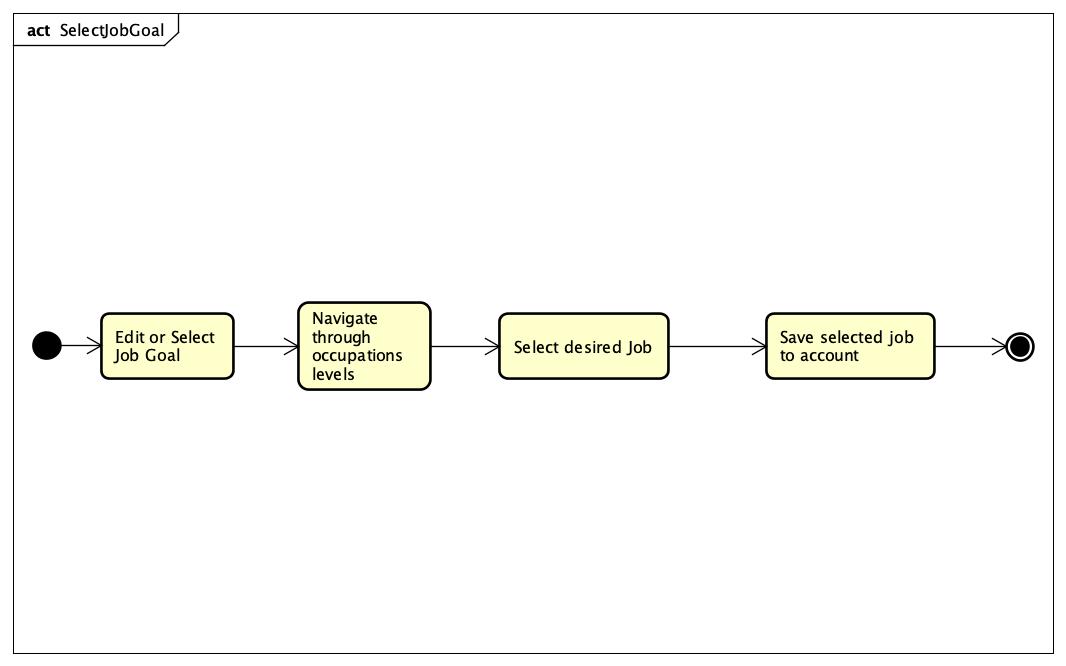 act SelectJobGoal
Edit or Select
Job Goal
Navigate
through
occupations
levels
Select desired Job
Save selected job
to account